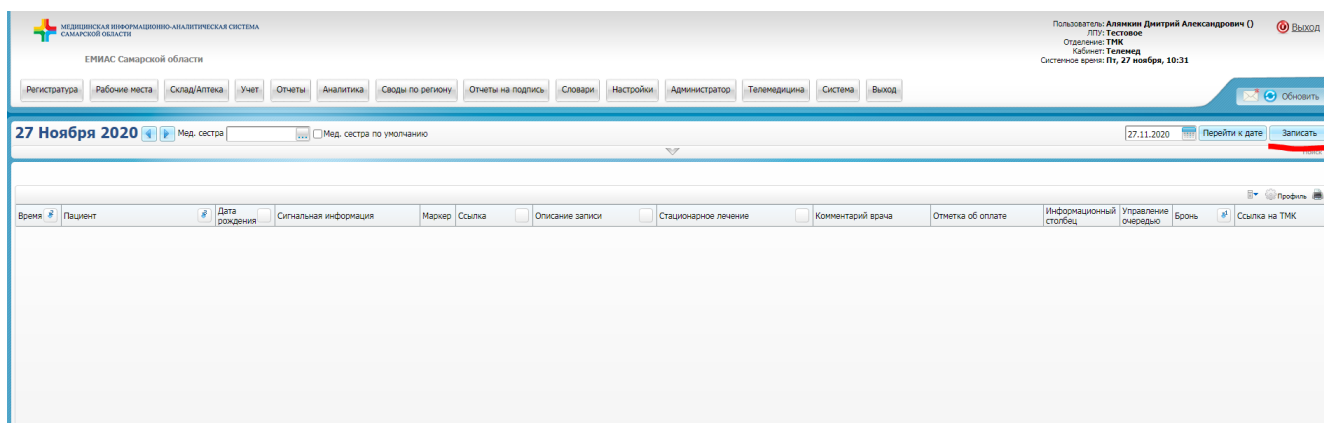 МЕДИЦИНСКАЯ ИНФОРМАЦИОННО-АНАЛИТИЧЕСКАЯ СИСТЕМА
САМАРСКОЙ ОБЛАСТИ
ЕМИАС Самарской области
Пользователь: Алямкин Дмитрий Александрович ()
ЛПУ: Тестовое
Отделение: ТМК
Кабинет: Телемед
Системное время: Пт, 27 ноября, 10:31
Выход
Регистратура Рабочие места Склад/Аптека Учет Отчеты Аналитика Своды по региону Отчеты на подпись Словари Настройки Администратор Телемедицина Система Выход
Обновить
27 Ноября 2020 Мед. сестра ... Мед. сестра по умолчанию 27.11.2020 Перейти к дате Записать
Поиск
Профиль
Время Пациент Дата рождения Сигнальная информация Маркер Ссылка Описание записи Стационарное лечение Комментарий врача Отметка об оплате Информационный столбец Управление очередью Бронь Ссылка на ТМК